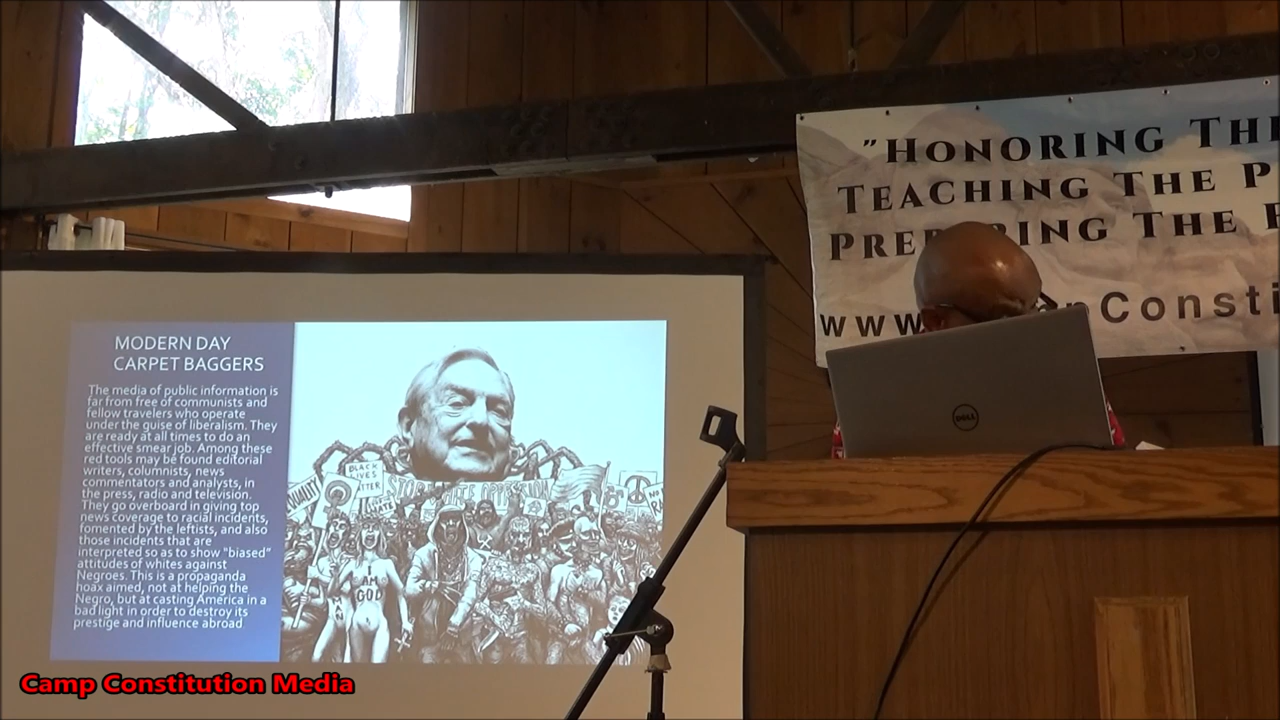 MODERN DAY
CARPET BAGGERS
The media of public information is
far from free of communists and
fellow travelers who operate
under the guise of liberalism. They
are ready at all times to do an
effective smear job. Among these
red tools may be found editorial
writers, columnists, news
commentators and analysts, in
the press, radio and television.
They go overboard in giving top
news coverage to racial incidents,
fomented by the leftists, and also
those incidents that are
interpreted so as to show "biased"
attitudes of whites against
Negroes. This is a propaganda
hoax aimed, not at helping the
Negro, but at casting America in a
bad light in order to destroy its
prestige and influence abroad
BLACK
LIVES
I AM
GOD
"HONORING THE
TEACHING THE P
THE
www
Consti
DELL
Camp Constitution Media